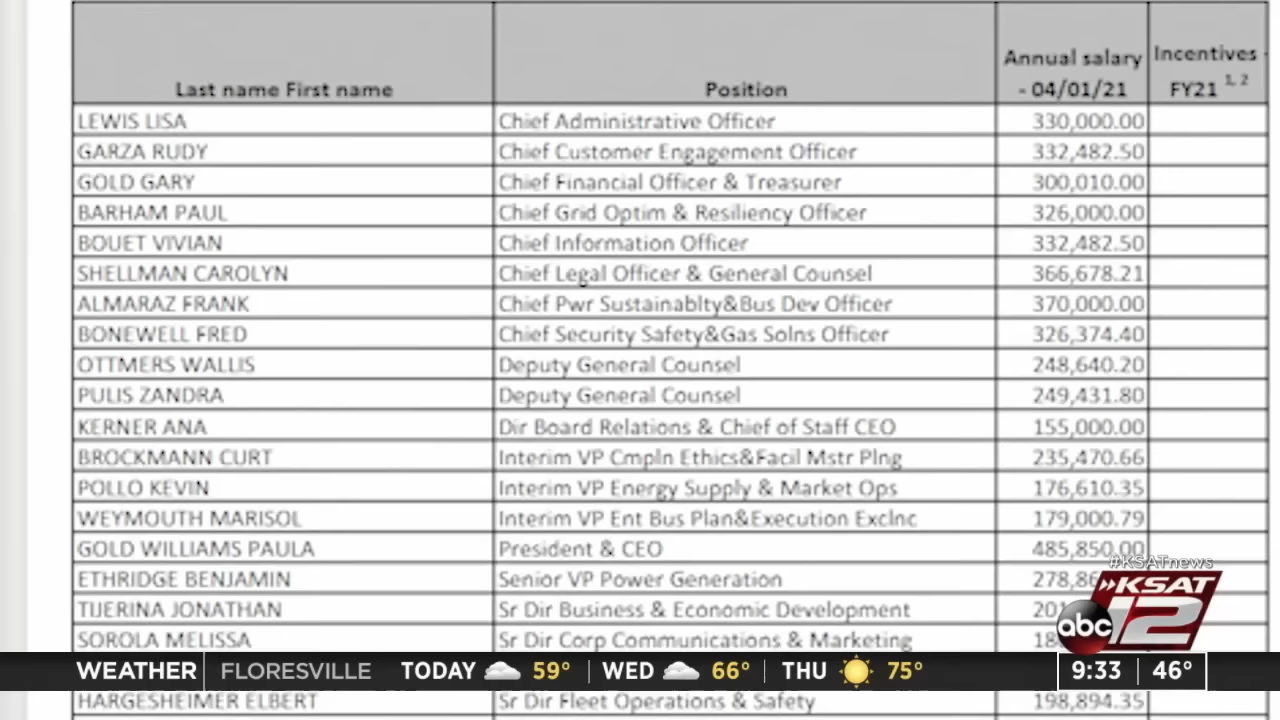 Last name First name Position Annual salary - 04/01/21 Incentives - FY21 1, 2
LEWIS LISA Chief Administrative Officer 330,000.00
GARZA RUDY Chief Customer Engagement Officer 332,482.50
GOLD GARY Chief Financial Officer & Treasurer 300,010.00
BARHAM PAUL Chief Grid Optim & Resiliency Officer 326,000.00
BOUET VIVIAN Chief Information Officer 332,482.50
SHELLMAN CAROLYN Chief Legal Officer & General Counsel 366,678.21
ALMARAZ FRANK Chief Pwr Sustainablty&Bus Dev Officer 370,000.00
BONEWELL FRED Chief Security Safety&Gas Solns Officer 326,374.40
OTTMERS WALLIS Deputy General Counsel 248,640.20
PULIS ZANDRA Deputy General Counsel 249,431.80
KERNER ANA Dir Board Relations & Chief of Staff CEO 155,000.00
BROCKMANN CURT Interim VP Cmpln Ethics&Facil Mstr Plng 235,470.66
POLLO KEVIN Interim VP Energy Supply & Market Ops 176,610.35
WEYMOUTH MARISOL Interim VP Ent Bus Plan&Execution Exclnc 179,000.79
GOLD WILLIAMS PAULA President & CEO 485,850.00
#KSATnews
ETHRIDGE BENJAMIN Senior VP Power Generation
TIJERINA JONATHAN Sr Dir Business & Economic Development
SOROLA MELISSA Sr Dir Corp Communications & Marketing
KSAT
abc 12
WEATHER FLORESVILLE TODAY 59° WED 66° THU 75° 9:33 46°
HARGESHEIMER ELBERT Sr Dir Fleet Operations & Safety 198,894.35